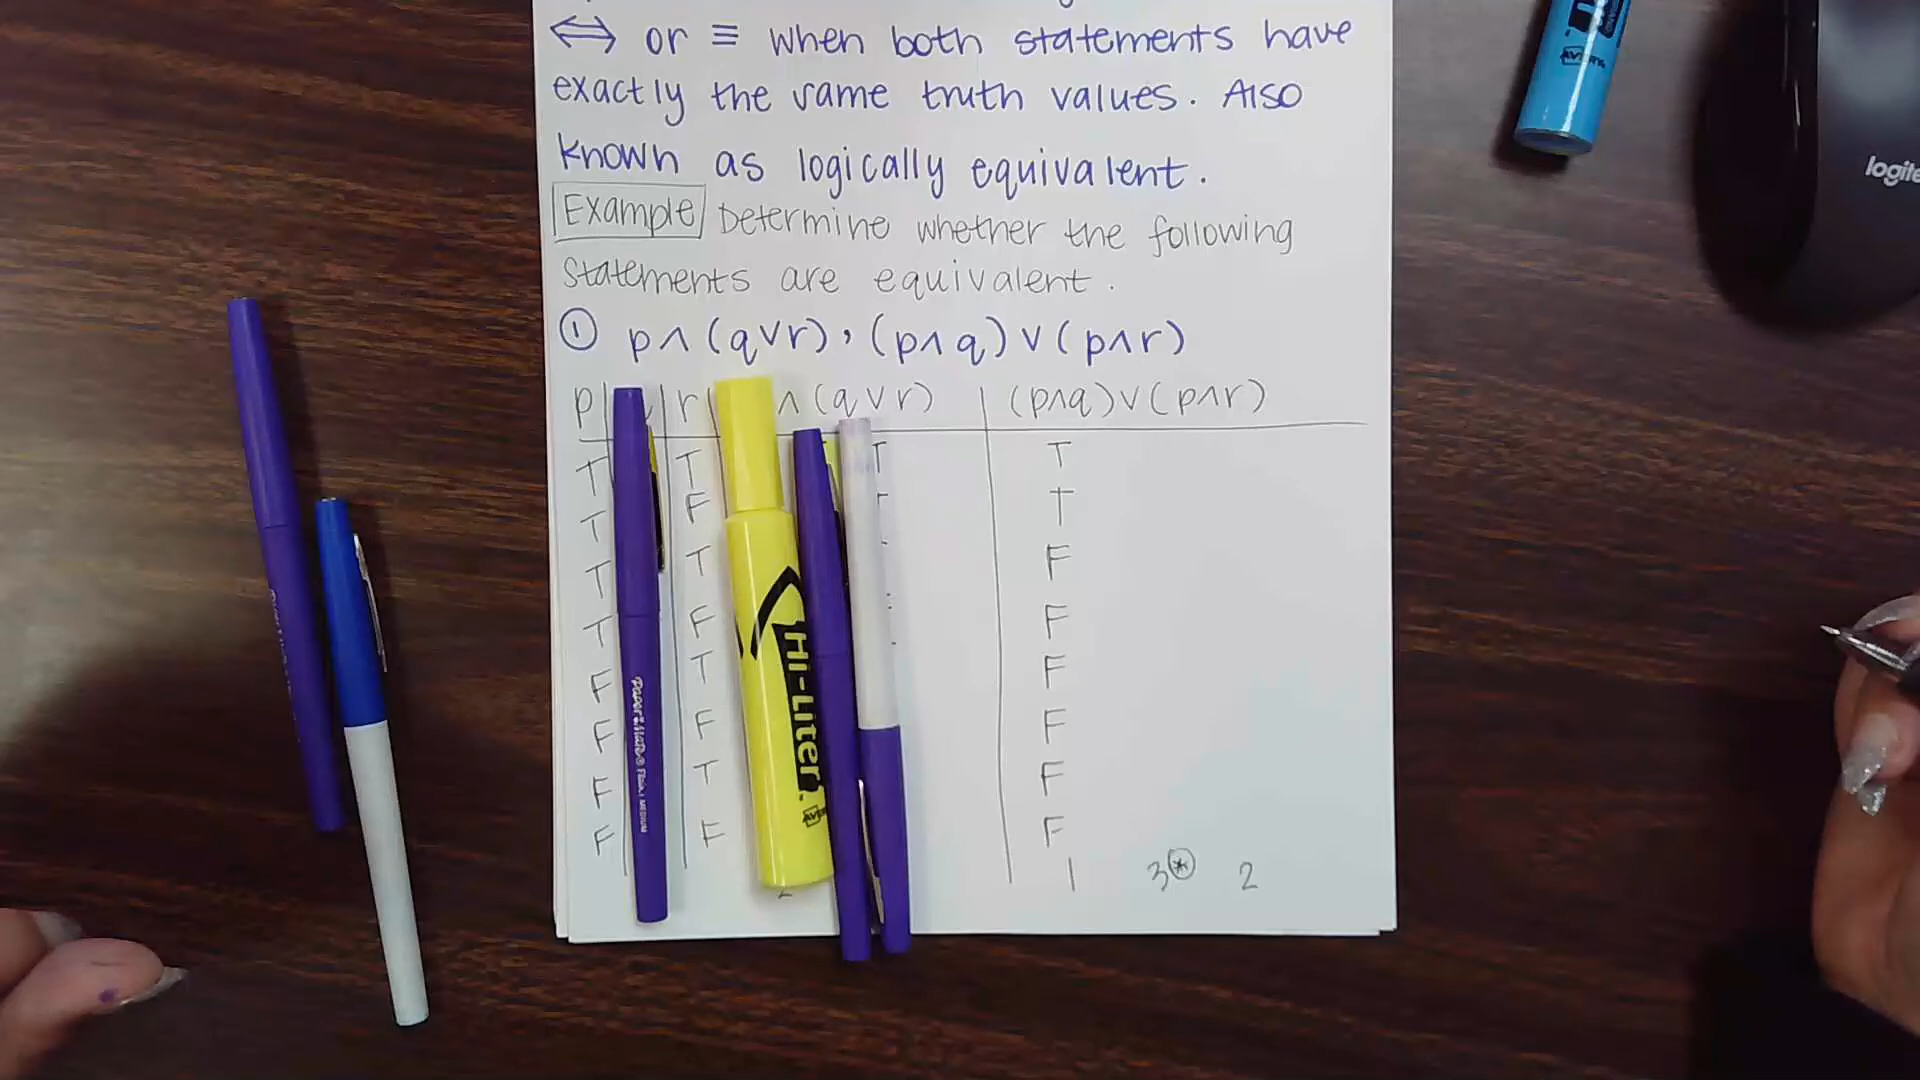 ⟺ or ≡ when both statements have
exactly the same truth values. Also
known as logically equivalent.
Example Determine whether the following
statements are equivalent.
① p∧(q∨r), (p∧q)∨(p∧r)
p r ∧(q∨r) (p∧q)∨(p∧r)
T T T T
T F T
T T F
T F F
F T F
F F F
F T F
F F F
1 3⊛ 2
Paper:Mate Flair. MEDIUM
HI-LITER
AVERY